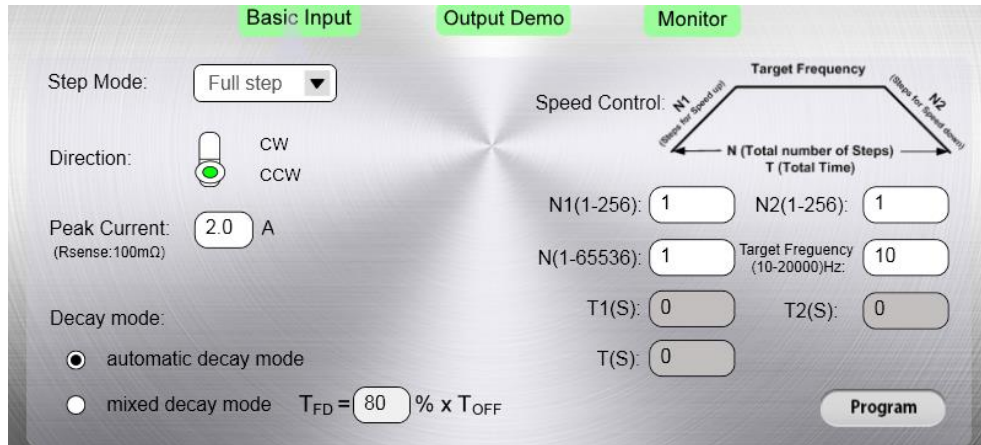 Basic Input
Output Demo
Monitor
Step Mode:
Full step
Direction:
CW
CCW
Peak Current:
2.0
A
(Rsense:100mΩ)
Decay mode:
automatic decay mode
mixed decay mode
T_FD =
80
% x T_OFF
Speed Control:
N1
(Steps for Speed up)
Target Frequency
N2
(Steps for Speed down)
N (Total number of Steps)
T (Total Time)
N1(1-256):
1
N2(1-256):
1
N(1-65536):
1
Target Freguency
(10-20000)Hz:
10
T1(S):
0
T2(S):
0
T(S):
0
Program